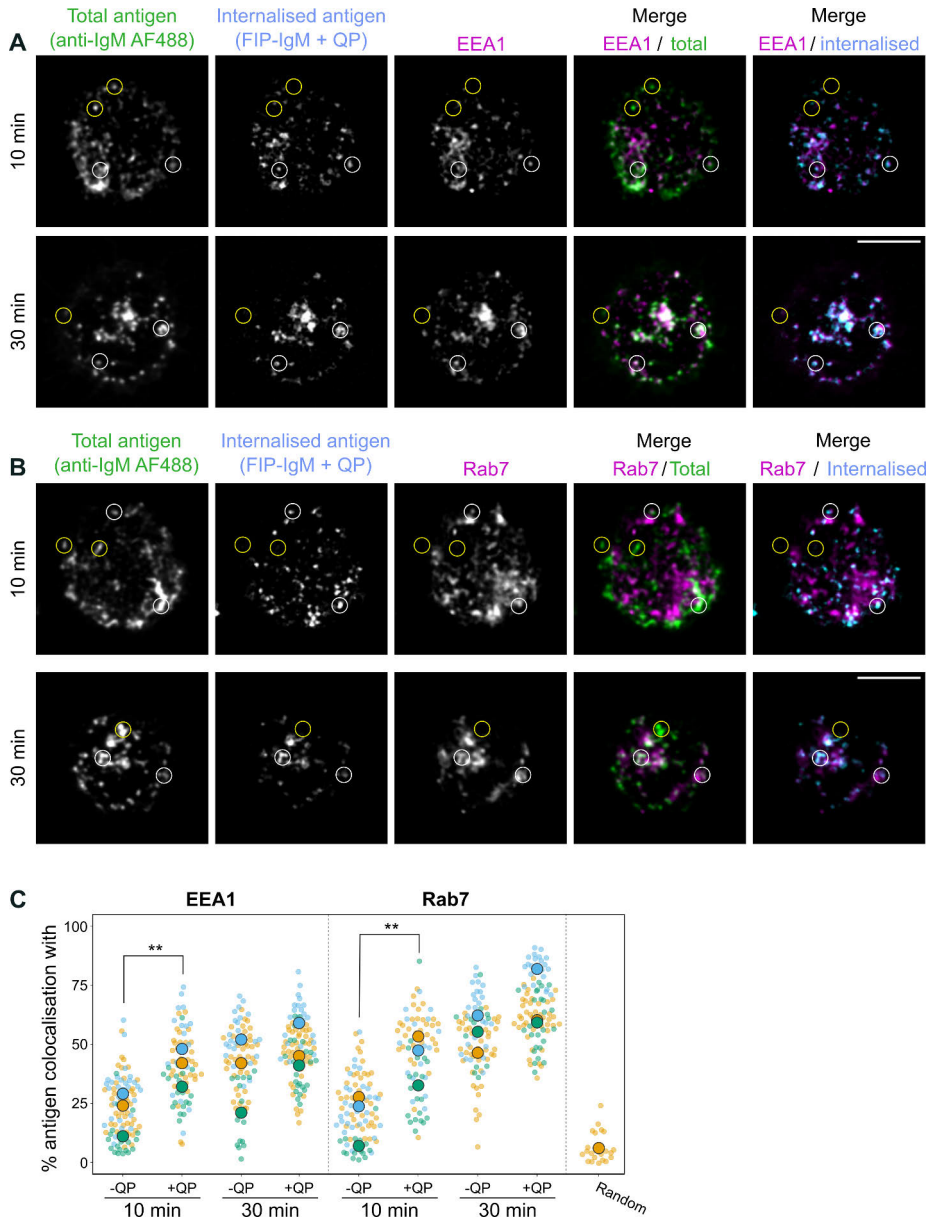 Total antigen Internalised antigen Merge Merge
A (anti-IgM AF488) (FIP-IgM + QP) EEA1 EEA1 / total EEA1 / internalised
10 min
30 min
Total antigen Internalised antigen Merge Merge
B (anti-IgM AF488) (FIP-IgM + QP) Rab7 Rab7 / Total Rab7 / Internalised
10 min
30 min
C EEA1 Rab7
% antigen colocalisation with
100
75
50
25
0
** **
-QP +QP -QP +QP -QP +QP -QP +QP Random
10 min 30 min 10 min 30 min